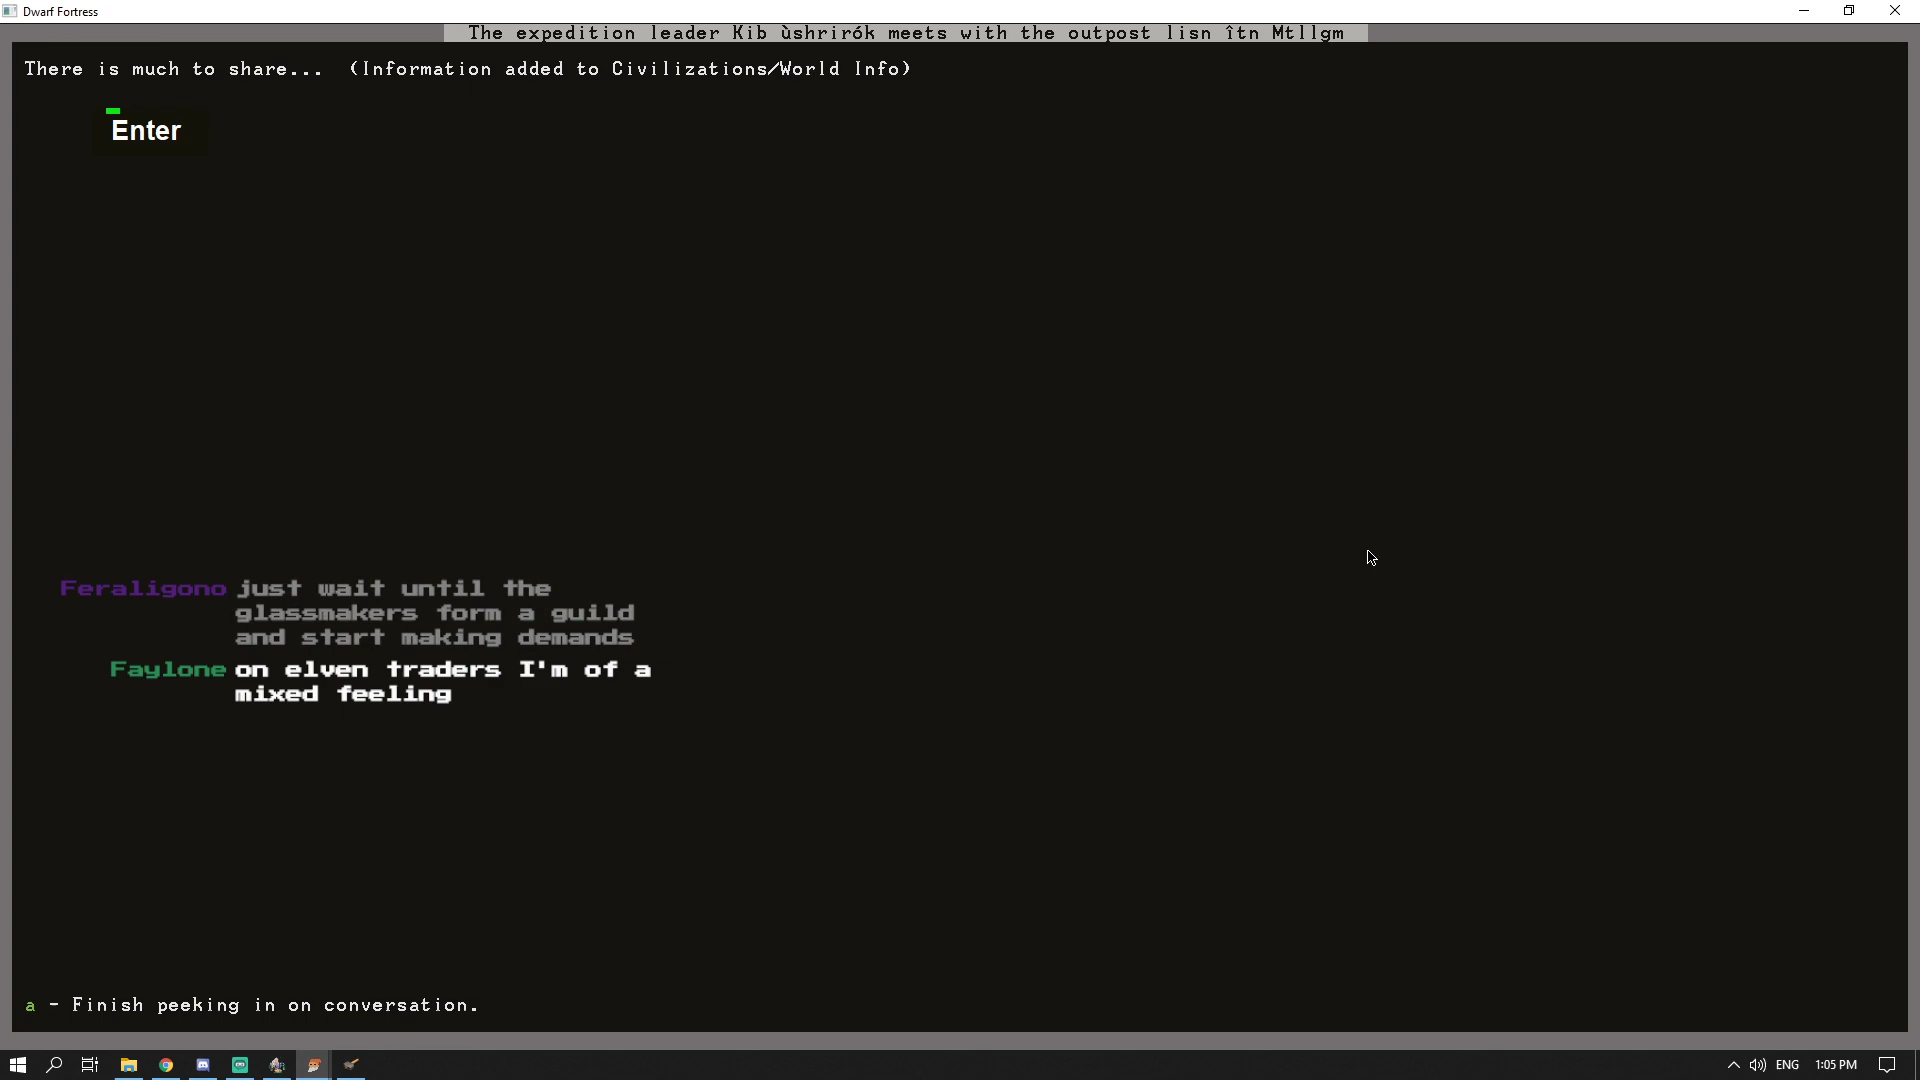 Dwarf Fortress
The expedition leader Kib ùshrirók meets with the outpost lisn îtn Mtllgm
There is much to share... (Information added to Civilizations/World Info)
Enter
Feraligono just wait until the
glassmakers form a guild
and start making demands
Faylone on elven traders I'm of a
mixed feeling
a - Finish peeking in on conversation.
ENG 1:05 PM